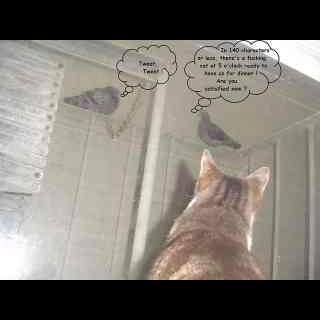 Tweet,
Tweet
In 140 characters
or less, there's a fucking
cat at 5 o'clock ready to
have us for dinner !
Are you
satisfied now ?